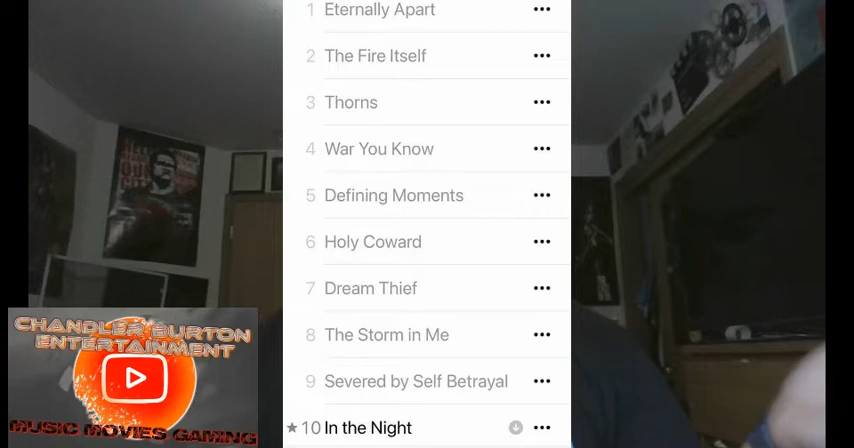 1 Eternally Apart
2 The Fire Itself
3 Thorns
4 War You Know
5 Defining Moments
6 Holy Coward
7 Dream Thief
8 The Storm in Me
9 Severed by Self Betrayal
★ 10 In the Night
CHANDLER BURTON
ENTERTAINMENT
MUSIC MOVIES GAMING